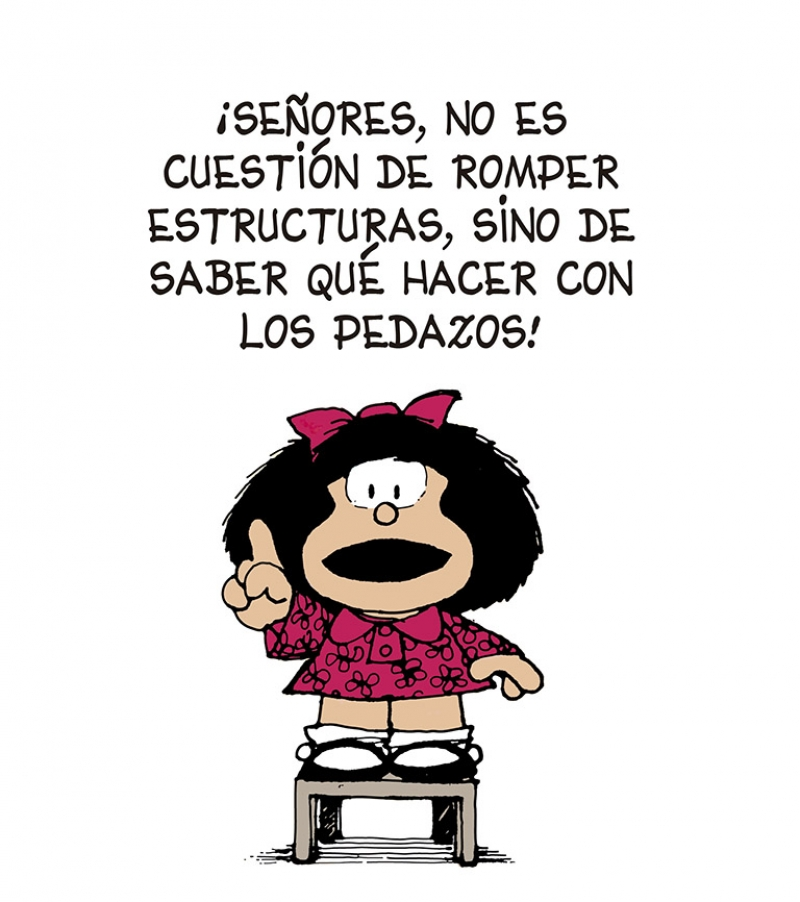 ¡SEÑORES, NO ES
CUESTIÓN DE ROMPER
ESTRUCTURAS, SINO DE
SABER QUÉ HACER CON
LOS PEDAZOS!